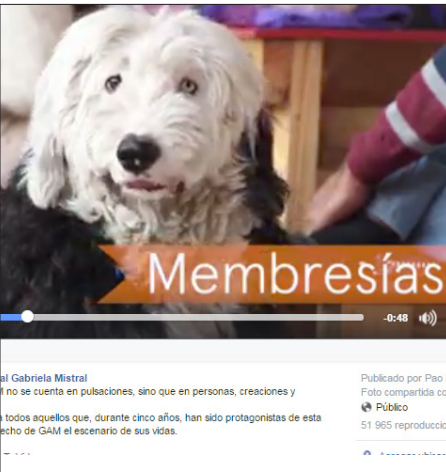 Membresías
-0:48
al Gabriela Mistral
no se cuenta en pulsaciones, sino que en personas, creaciones y
todos aquellos que, durante cinco años, han sido protagonistas de esta
echo de GAM el escenario de sus vidas.
Publicado por Pao
Foto compartida co
Público
51 965 reproduccio